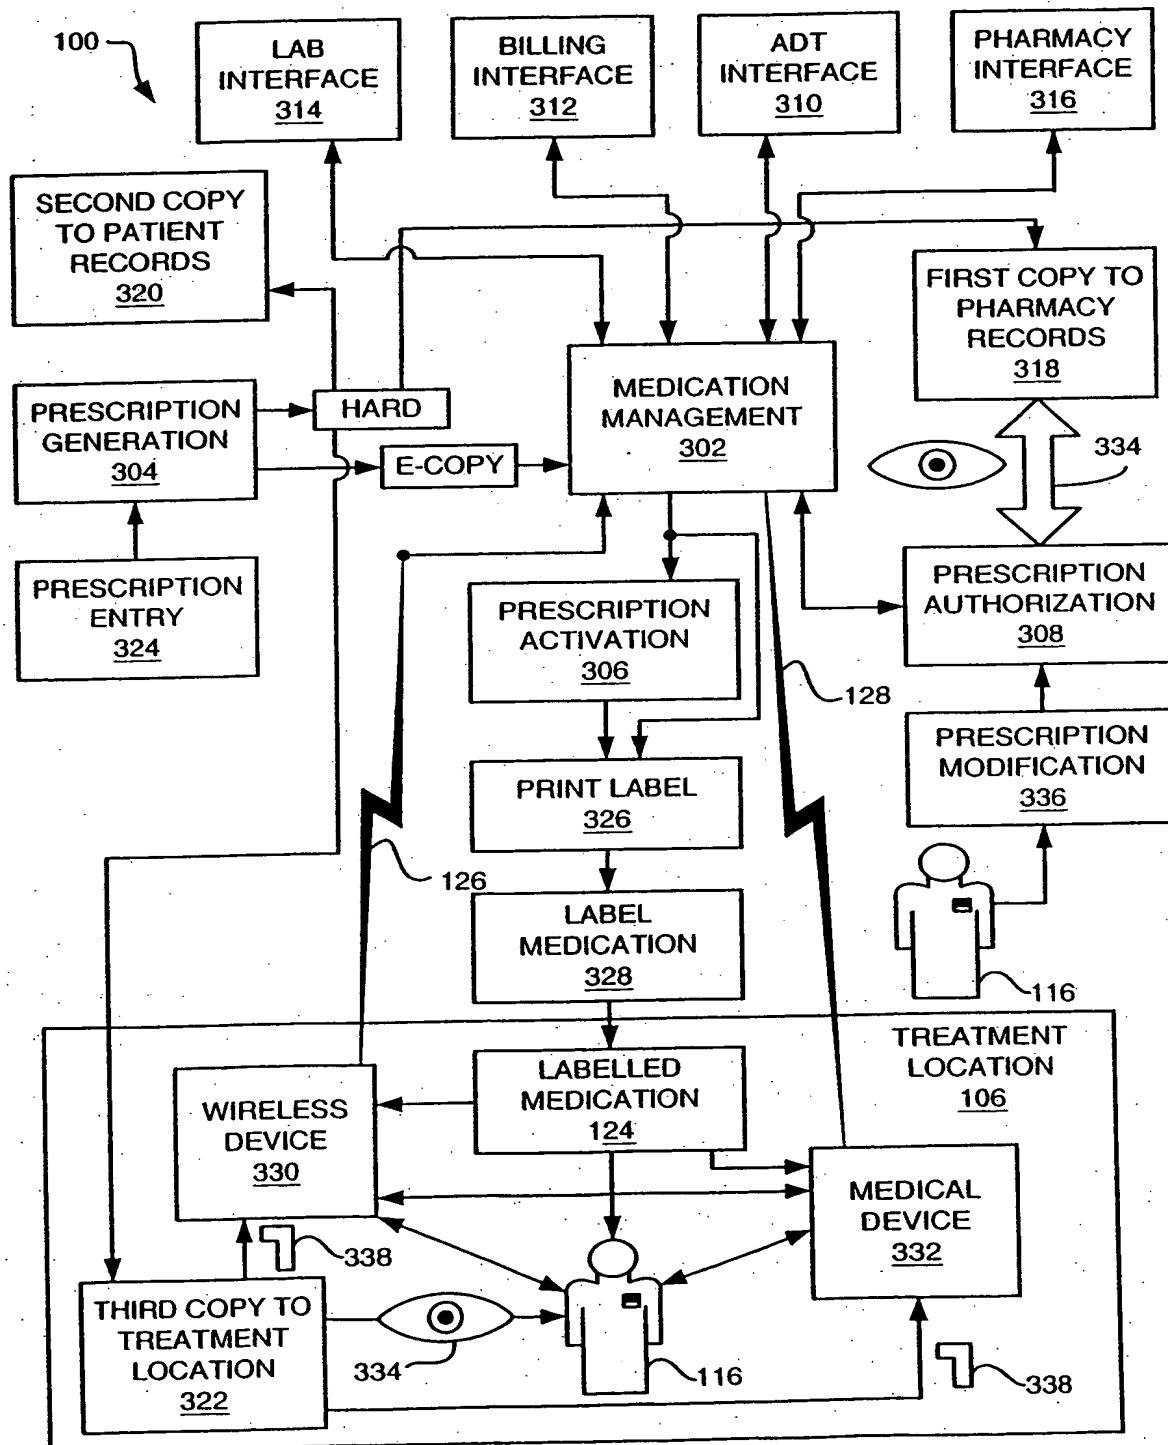 100
LAB
INTERFACE
314
BILLING
INTERFACE
312
ADT
INTERFACE
310
PHARMACY
INTERFACE
316
SECOND COPY
TO PATIENT
RECORDS
320
FIRST COPY TO
PHARMACY
RECORDS
318
PRESCRIPTION
GENERATION
304
HARD
E-COPY
MEDICATION
MANAGEMENT
302
334
PRESCRIPTION
ENTRY
324
PRESCRIPTION
ACTIVATION
306
PRESCRIPTION
AUTHORIZATION
308
128
PRINT LABEL
326
PRESCRIPTION
MODIFICATION
336
126
LABEL
MEDICATION
328
116
TREATMENT
LOCATION
106
WIRELESS
DEVICE
330
LABELLED
MEDICATION
124
MEDICAL
DEVICE
332
338
THIRD COPY TO
TREATMENT
LOCATION
322
334
116
338